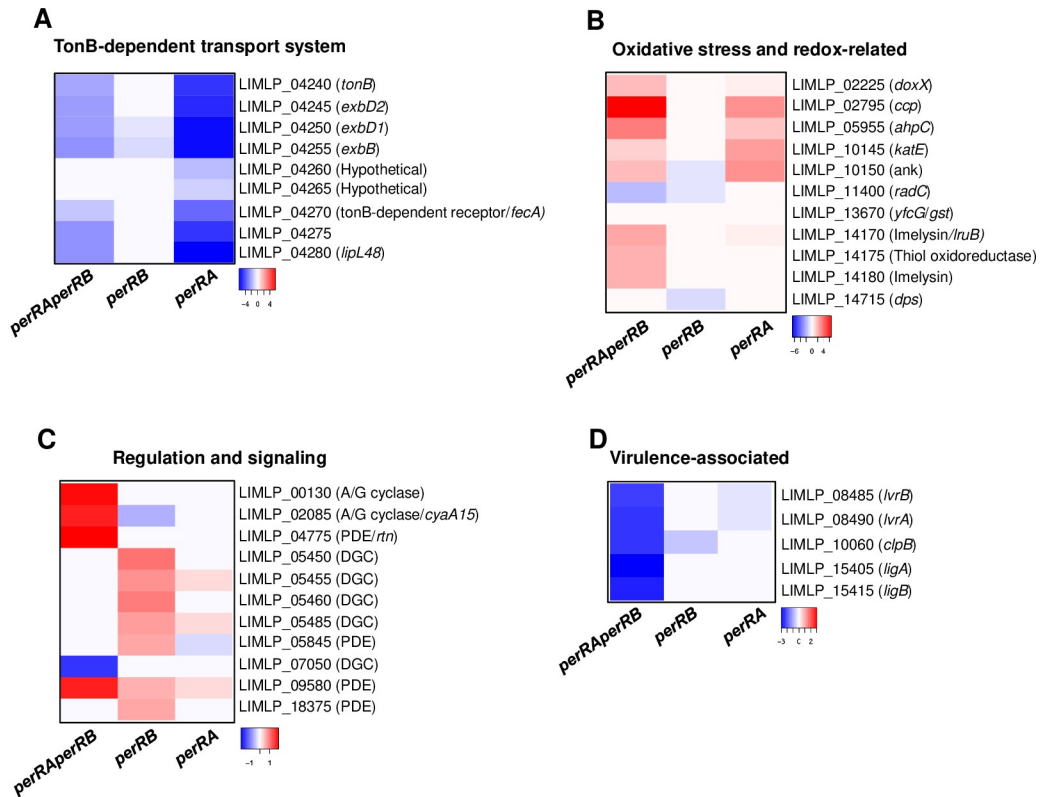 A
TonB-dependent transport system
LIMLP_04240 (tonB)
LIMLP_04245 (exbD2)
LIMLP_04250 (exbD1)
LIMLP_04255 (exbB)
LIMLP_04260 (Hypothetical)
LIMLP_04265 (Hypothetical)
LIMLP_04270 (tonB-dependent receptor/fecA)
LIMLP_04275
LIMLP_04280 (lipL48)
perRAperRB perRB perRA
−4 0 4
B
Oxidative stress and redox-related
LIMLP_02225 (doxX)
LIMLP_02795 (ccp)
LIMLP_05955 (ahpC)
LIMLP_10145 (katE)
LIMLP_10150 (ank)
LIMLP_11400 (radC)
LIMLP_13670 (yfcG/gst)
LIMLP_14170 (Imelysin/lruB)
LIMLP_14175 (Thiol oxidoreductase)
LIMLP_14180 (Imelysin)
LIMLP_14715 (dps)
perRAperRB perRB perRA
−6 0 4
C
Regulation and signaling
LIMLP_00130 (A/G cyclase)
LIMLP_02085 (A/G cyclase/cyaA15)
LIMLP_04775 (PDE/rtn)
LIMLP_05450 (DGC)
LIMLP_05455 (DGC)
LIMLP_05460 (DGC)
LIMLP_05485 (DGC)
LIMLP_05845 (PDE)
LIMLP_07050 (DGC)
LIMLP_09580 (PDE)
LIMLP_18375 (PDE)
perRAperRB perRB perRA
−1 1
D
Virulence-associated
LIMLP_08485 (lvrB)
LIMLP_08490 (lvrA)
LIMLP_10060 (clpB)
LIMLP_15405 (ligA)
LIMLP_15415 (ligB)
perRAperRB perRB perRA
−3 0 2